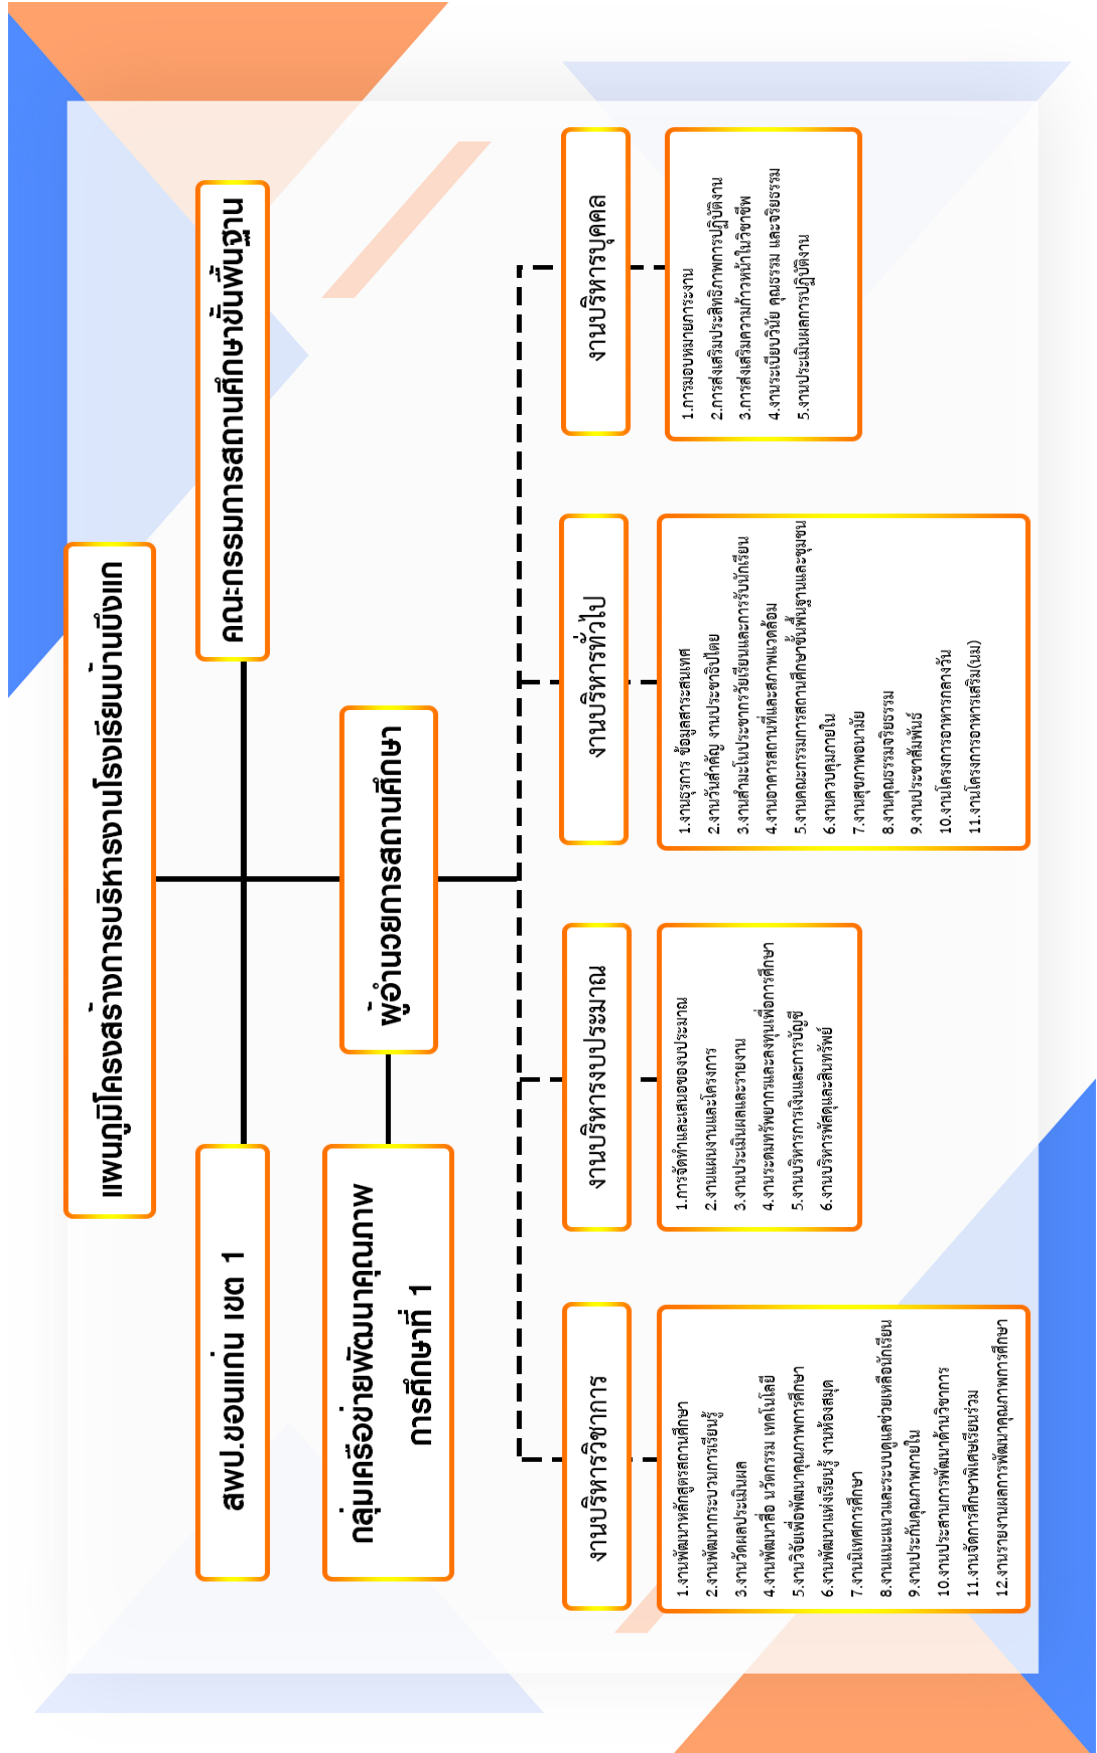 แผนภูมิโครงสร้างการบริหารงานโรงเรียนบ้านบึงแก
สพป.ขอนแก่น เขต 1
คณะกรรมการสถานศึกษาขั้นพื้นฐาน
กลุ่มเครือข่ายพัฒนาคุณภาพ
การศึกษาที่ 1
ผู้อำนวยการสถานศึกษา
งานบริหารวิชาการ
1.งานพัฒนาหลักสูตรสถานศึกษา
2.งานพัฒนากระบวนการเรียนรู้
3.งานวัดผลประเมินผล
4.งานพัฒนาสื่อ นวัตกรรม เทคโนโลยี
5.งานวิจัยเพื่อพัฒนาคุณภาพการศึกษา
6.งานพัฒนาแห่งเรียนรู้ งานห้องสมุด
7.งานนิเทศการศึกษา
8.งานแนะแนวและระบบดูแลช่วยเหลือนักเรียน
9.งานประกันคุณภาพภายใน
10.งานประสานการพัฒนาด้านวิชาการ
11.งานจัดการศึกษาพิเศษเรียนร่วม
12.งานรายงานผลการพัฒนาคุณภาพการศึกษา
งานบริหารงบประมาณ
1.การจัดทำและเสนอของบประมาณ
2.งานแผนงานและโครงการ
3.งานประเมินผลและรายงาน
4.งานระดมทรัพยากรและลงทุนเพื่อการศึกษา
5.งานบริหารการเงินและการบัญชี
6.งานบริหารพัสดุและสินทรัพย์
งานบริหารทั่วไป
1.งานธุรการ ข้อมูลสาระสนเทศ
2.งานวันสำคัญ งานประชาธิปไตย
3.งานสำมะโนประชากรวัยเรียนและการรับนักเรียน
4.งานอาคารสถานที่และสภาพแวดล้อม
5.งานคณะกรรมการสถานศึกษาขั้นพื้นฐานและชุมชน
6.งานควบคุมภายใน
7.งานสุขภาพอนามัย
8.งานคุณธรรมจริยธรรม
9.งานประชาสัมพันธ์
10.งานโครงการอาหารกลางวัน
11.งานโครงการอาหารเสริม(นม)
งานบริหารบุคคล
1.การมอบหมายภาระงาน
2.การส่งเสริมประสิทธิภาพการปฏิบัติงาน
3.การส่งเสริมความก้าวหน้าในวิชาชีพ
4.งานระเบียบวินัย คุณธรรม และจริยธรรม
5.งานประเมินผลการปฏิบัติงาน